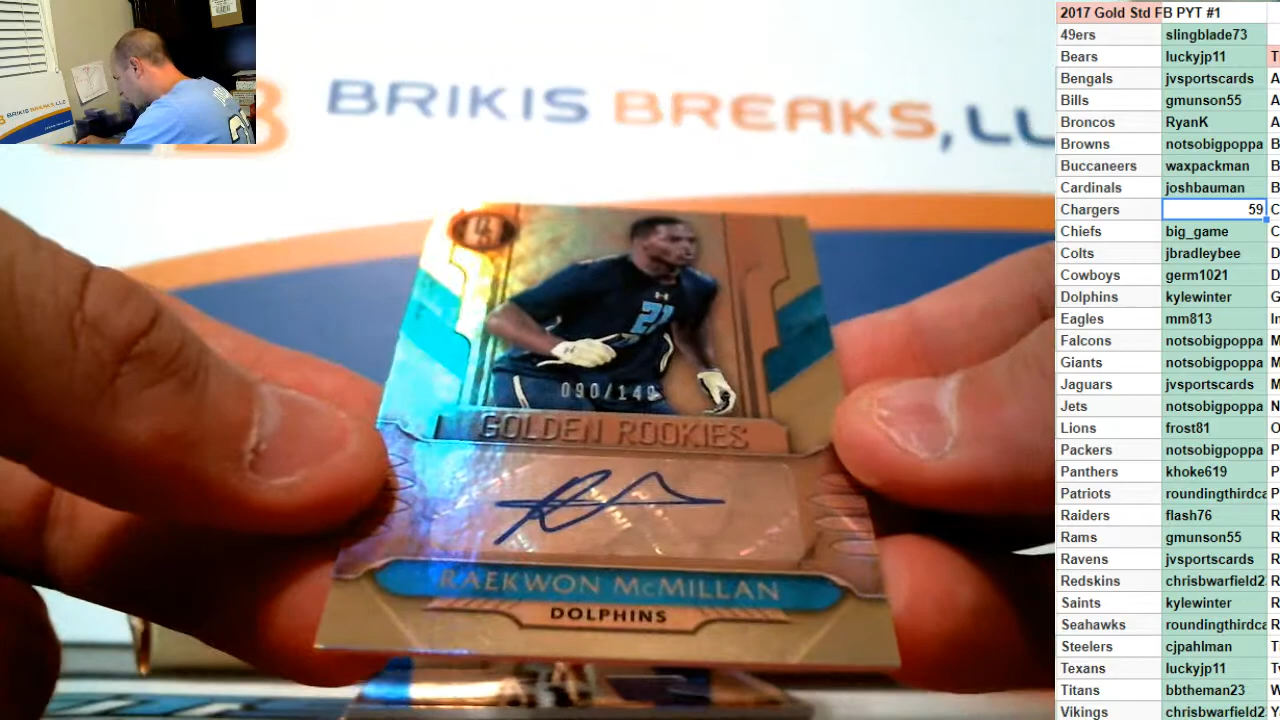 BRIKIS BREAKS, LL
21
090/149
GOLDEN ROOKIES
RAEKWON MCMILLAN
DOLPHINS
2017 Gold Std FB PYT #1
49ers slingblade73
Bears luckyjp11 T
Bengals jvsportscards A
Bills gmunson55 A
Broncos RyanK A
Browns notsobigpoppa B
Buccaneers waxpackman B
Cardinals joshbauman B
Chargers 59 C
Chiefs big_game C
Colts jbradleybee D
Cowboys germ1021 D
Dolphins kylewinter G
Eagles mm813 In
Falcons notsobigpoppa M
Giants notsobigpoppa M
Jaguars jvsportscards M
Jets notsobigpoppa N
Lions frost81 O
Packers notsobigpoppa P
Panthers khoke619 P
Patriots roundingthirdca P
Raiders flash76 R
Rams gmunson55 R
Ravens jvsportscards R
Redskins chrisbwarfield2 R
Saints kylewinter R
Seahawks roundingthirdca R
Steelers cjpahlman T
Texans luckyjp11 Tv
Titans bbtheman23 W
Vikings chrisbwarfield2 Y